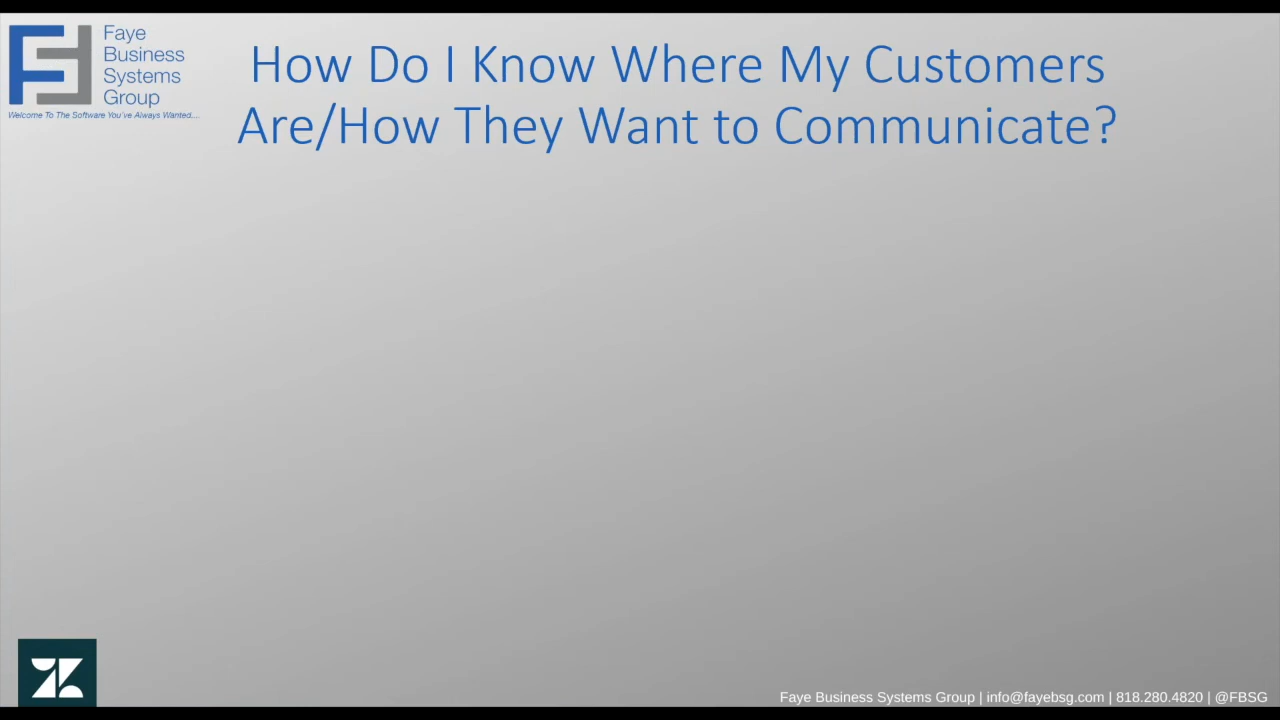 Faye
Business
Systems
Group
Welcome To The Software You've Always Wanted....
How Do I Know Where My Customers
Are/How They Want to Communicate?
Faye Business Systems Group | info@fayebsg.com | 818.280.4820 | @FBSG